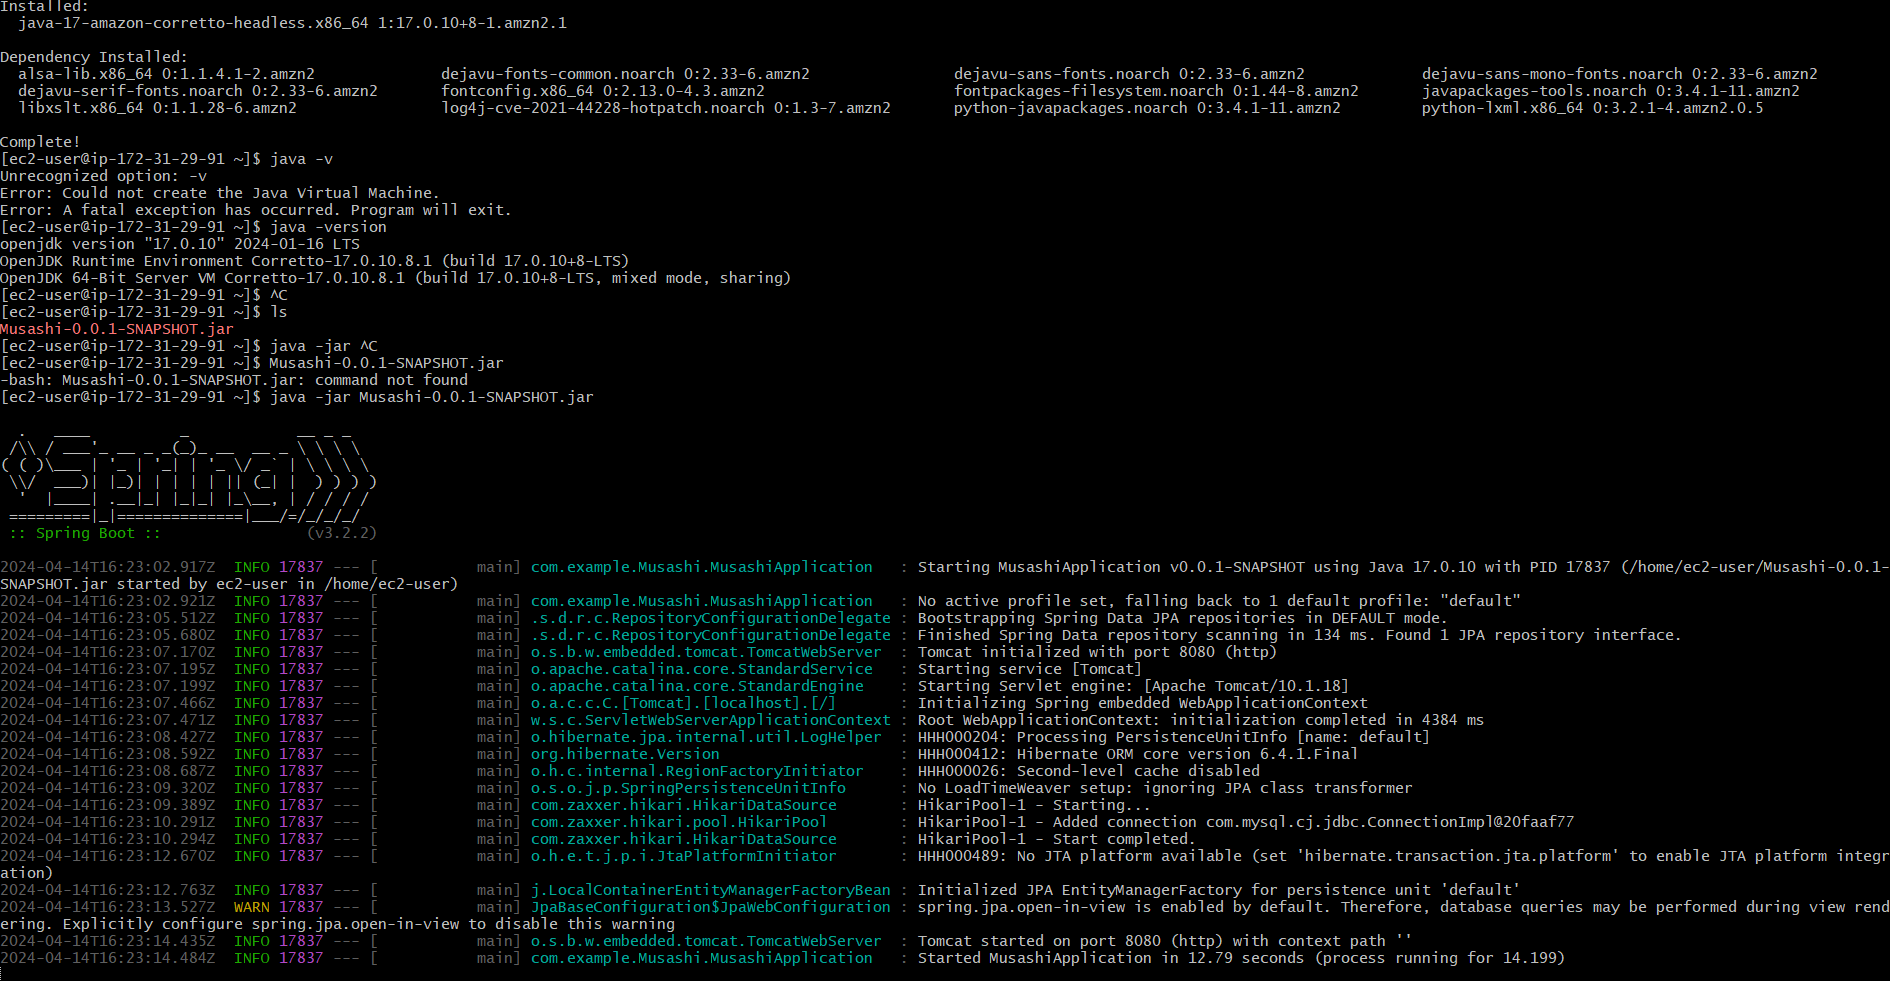 Installed:
  java-17-amazon-corretto-headless.x86_64 1:17.0.10+8-1.amzn2.1

Dependency Installed:
  alsa-lib.x86_64 0:1.1.4.1-2.amzn2              dejavu-fonts-common.noarch 0:2.33-6.amzn2                dejavu-sans-fonts.noarch 0:2.33-6.amzn2             dejavu-sans-mono-fonts.noarch 0:2.33-6.amzn2
  dejavu-serif-fonts.noarch 0:2.33-6.amzn2       fontconfig.x86_64 0:2.13.0-4.3.amzn2                     fontpackages-filesystem.noarch 0:1.44-8.amzn2       javapackages-tools.noarch 0:3.4.1-11.amzn2
  libxslt.x86_64 0:1.1.28-6.amzn2                log4j-cve-2021-44228-hotpatch.noarch 0:1.3-7.amzn2       python-javapackages.noarch 0:3.4.1-11.amzn2         python-lxml.x86_64 0:3.2.1-4.amzn2.0.5

Complete!
[ec2-user@ip-172-31-29-91 ~]$ java -v
Unrecognized option: -v
Error: Could not create the Java Virtual Machine.
Error: A fatal exception has occurred. Program will exit.
[ec2-user@ip-172-31-29-91 ~]$ java -version
openjdk version "17.0.10" 2024-01-16 LTS
OpenJDK Runtime Environment Corretto-17.0.10.8.1 (build 17.0.10+8-LTS)
OpenJDK 64-Bit Server VM Corretto-17.0.10.8.1 (build 17.0.10+8-LTS, mixed mode, sharing)
[ec2-user@ip-172-31-29-91 ~]$ ^C
[ec2-user@ip-172-31-29-91 ~]$ ls
Musashi-0.0.1-SNAPSHOT.jar
[ec2-user@ip-172-31-29-91 ~]$ java -jar ^C
[ec2-user@ip-172-31-29-91 ~]$ Musashi-0.0.1-SNAPSHOT.jar
-bash: Musashi-0.0.1-SNAPSHOT.jar: command not found
[ec2-user@ip-172-31-29-91 ~]$ java -jar Musashi-0.0.1-SNAPSHOT.jar

  .   ____          _            __ _ _
 /\\ / ___'_ __ _ _(_)_ __  __ _ \ \ \ \
( ( )\___ | '_ | '_| | '_ \/ _` | \ \ \ \
 \\/  ___)| |_)| | | | | || (_| |  ) ) ) )
  '  |____| .__|_| |_|_| |_\__, | / / / /
 =========|_|==============|___/=/_/_/_/
 :: Spring Boot ::                (v3.2.2)

2024-04-14T16:23:02.917Z  INFO 17837 --- [           main] com.example.Musashi.MusashiApplication   : Starting MusashiApplication v0.0.1-SNAPSHOT using Java 17.0.10 with PID 17837 (/home/ec2-user/Musashi-0.0.1-
SNAPSHOT.jar started by ec2-user in /home/ec2-user)
2024-04-14T16:23:02.921Z  INFO 17837 --- [           main] com.example.Musashi.MusashiApplication   : No active profile set, falling back to 1 default profile: "default"
2024-04-14T16:23:05.512Z  INFO 17837 --- [           main] .s.d.r.c.RepositoryConfigurationDelegate : Bootstrapping Spring Data JPA repositories in DEFAULT mode.
2024-04-14T16:23:05.680Z  INFO 17837 --- [           main] .s.d.r.c.RepositoryConfigurationDelegate : Finished Spring Data repository scanning in 134 ms. Found 1 JPA repository interface.
2024-04-14T16:23:07.170Z  INFO 17837 --- [           main] o.s.b.w.embedded.tomcat.TomcatWebServer  : Tomcat initialized with port 8080 (http)
2024-04-14T16:23:07.195Z  INFO 17837 --- [           main] o.apache.catalina.core.StandardService   : Starting service [Tomcat]
2024-04-14T16:23:07.199Z  INFO 17837 --- [           main] o.apache.catalina.core.StandardEngine    : Starting Servlet engine: [Apache Tomcat/10.1.18]
2024-04-14T16:23:07.466Z  INFO 17837 --- [           main] o.a.c.c.C.[Tomcat].[localhost].[/]       : Initializing Spring embedded WebApplicationContext
2024-04-14T16:23:07.471Z  INFO 17837 --- [           main] w.s.c.ServletWebServerApplicationContext : Root WebApplicationContext: initialization completed in 4384 ms
2024-04-14T16:23:08.427Z  INFO 17837 --- [           main] o.hibernate.jpa.internal.util.LogHelper  : HHH000204: Processing PersistenceUnitInfo [name: default]
2024-04-14T16:23:08.592Z  INFO 17837 --- [           main] org.hibernate.Version                    : HHH000412: Hibernate ORM core version 6.4.1.Final
2024-04-14T16:23:08.687Z  INFO 17837 --- [           main] o.h.c.internal.RegionFactoryInitiator    : HHH000026: Second-level cache disabled
2024-04-14T16:23:09.320Z  INFO 17837 --- [           main] o.s.o.j.p.SpringPersistenceUnitInfo      : No LoadTimeWeaver setup: ignoring JPA class transformer
2024-04-14T16:23:09.389Z  INFO 17837 --- [           main] com.zaxxer.hikari.HikariDataSource       : HikariPool-1 - Starting...
2024-04-14T16:23:10.291Z  INFO 17837 --- [           main] com.zaxxer.hikari.pool.HikariPool        : HikariPool-1 - Added connection com.mysql.cj.jdbc.ConnectionImpl@20faaf77
2024-04-14T16:23:10.294Z  INFO 17837 --- [           main] com.zaxxer.hikari.HikariDataSource       : HikariPool-1 - Start completed.
2024-04-14T16:23:12.670Z  INFO 17837 --- [           main] o.h.e.t.j.p.i.JtaPlatformInitiator       : HHH000489: No JTA platform available (set 'hibernate.transaction.jta.platform' to enable JTA platform integr
ation)
2024-04-14T16:23:12.763Z  INFO 17837 --- [           main] j.LocalContainerEntityManagerFactoryBean : Initialized JPA EntityManagerFactory for persistence unit 'default'
2024-04-14T16:23:13.527Z  WARN 17837 --- [           main] JpaBaseConfiguration$JpaWebConfiguration : spring.jpa.open-in-view is enabled by default. Therefore, database queries may be performed during view rend
ering. Explicitly configure spring.jpa.open-in-view to disable this warning
2024-04-14T16:23:14.435Z  INFO 17837 --- [           main] o.s.b.w.embedded.tomcat.TomcatWebServer  : Tomcat started on port 8080 (http) with context path ''
2024-04-14T16:23:14.484Z  INFO 17837 --- [           main] com.example.Musashi.MusashiApplication   : Started MusashiApplication in 12.79 seconds (process running for 14.199)